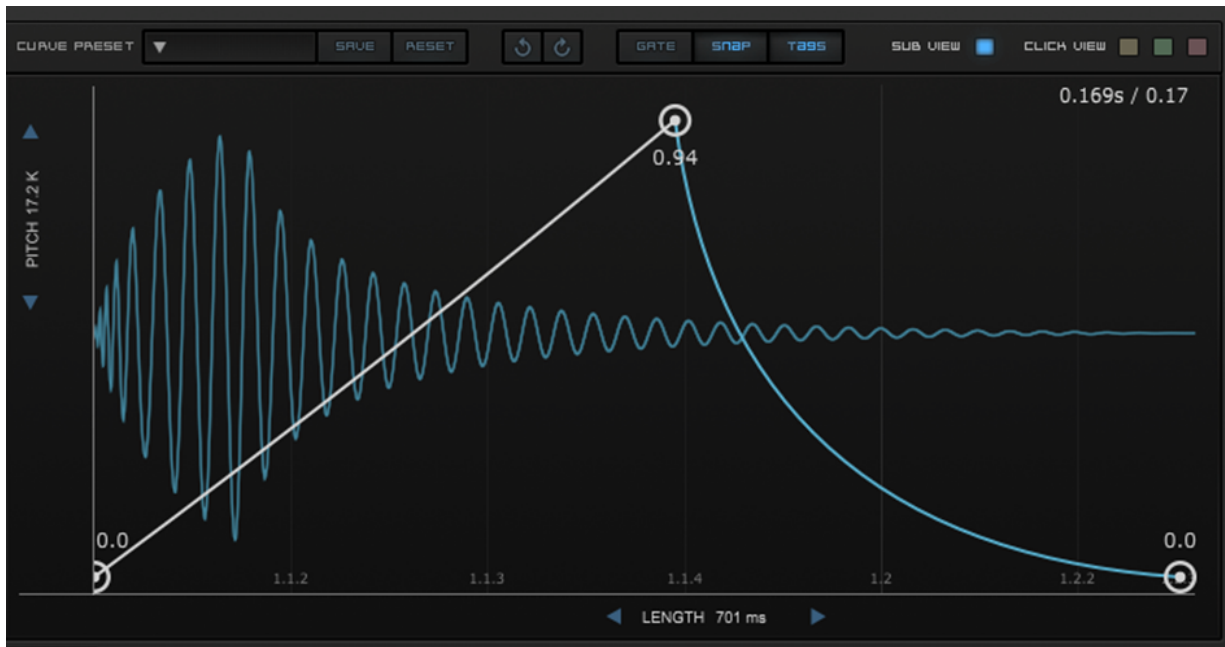 CURVE PRESET SAVE RESET GATE SNAP TAGS SUB VIEW CLICK VIEW
0.169s / 0.17
PITCH 17.2 K
0.94
0.0
0.0
1.1.2 1.1.3 1.1.4 1.2 1.2.2
LENGTH 701 ms